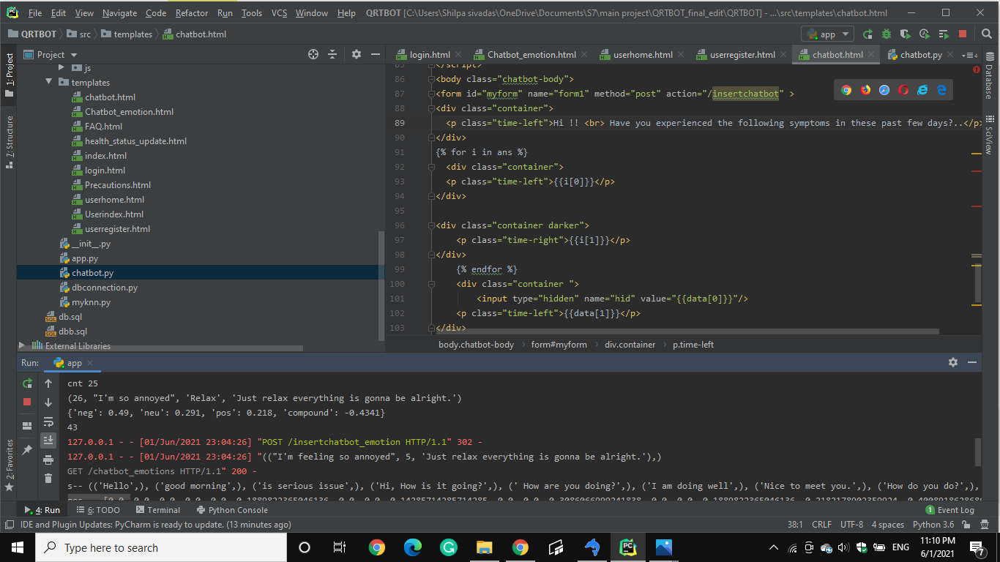 File Edit View Navigate Code Refactor Run Tools VCS Window Help QRTBOT [C:\Users\Shilpa sivadas\OneDrive\Documents\S7\main project\QRTBOT_final_edit\QRTBOT] - ...\src\templates\chatbot.html
QRTBOT src templates chatbot.html app
Project
login.html Chatbot_emotion.html userhome.html userregister.html chatbot.html chatbot.py 4
1: Project
7: Structure
2: Favorites
Database
SciView
js
templates
chatbot.html
Chatbot_emotion.html
FAQ.html
health_status_update.html
index.html
login.html
Precautions.html
userhome.html
Userindex.html
userregister.html
__init__.py
app.py
chatbot.py
dbconnection.py
myknn.py
db.sql
dbb.sql
External Libraries
85 </script>
86 <body class="chatbot-body">
87 <form id="myform" name="form1" method="post" action="/insertchatbot" >
88 <div class="container">
89 <p class="time-left">Hi !! <br> Have you experienced the following symptoms in these past few days?..</p>
90 </div>
91 {% for i in ans %}
92 <div class="container">
93 <p class="time-left">{{i[0]}}</p>
94 </div>
95
96 <div class="container darker">
97 <p class="time-right">{{i[1]}}</p>
98 </div>
99 {% endfor %}
100 <div class="container ">
101 <input type="hidden" name="hid" value="{{data[0]}}"/>
102 <p class="time-left">{{data[1]}}</p>
103 </div>
body.chatbot-body form#myform div.container p.time-left
Run: app
cnt 25
(26, "I'm so annoyed", 'Relax', 'Just relax everything is gonna be alright.')
{'neg': 0.49, 'neu': 0.291, 'pos': 0.218, 'compound': -0.4341}
43
127.0.0.1 - - [01/Jun/2021 23:04:26] "POST /insertchatbot_emotion HTTP/1.1" 302 -
127.0.0.1 - - [01/Jun/2021 23:04:26] "(("I'm feeling so annoyed", 5, 'Just relax everything is gonna be alright.'),)
GET /chatbot_emotions HTTP/1.1" 200 -
s-- (('Hello',), ('good morning',), ('is serious issue',), ('Hi, How is it going?',), (' How are you doing?',), ('I am doing well',), ('Nice to meet you.',), ('How do you do?',),
4: Run 6: TODO Terminal Python Console 1 Event Log
IDE and Plugin Updates: PyCharm is ready to update. (13 minutes ago) 38:1 CRLF UTF-8 4 spaces Python 3.6
Type here to search
ENG
11:10 PM
6/1/2021
7